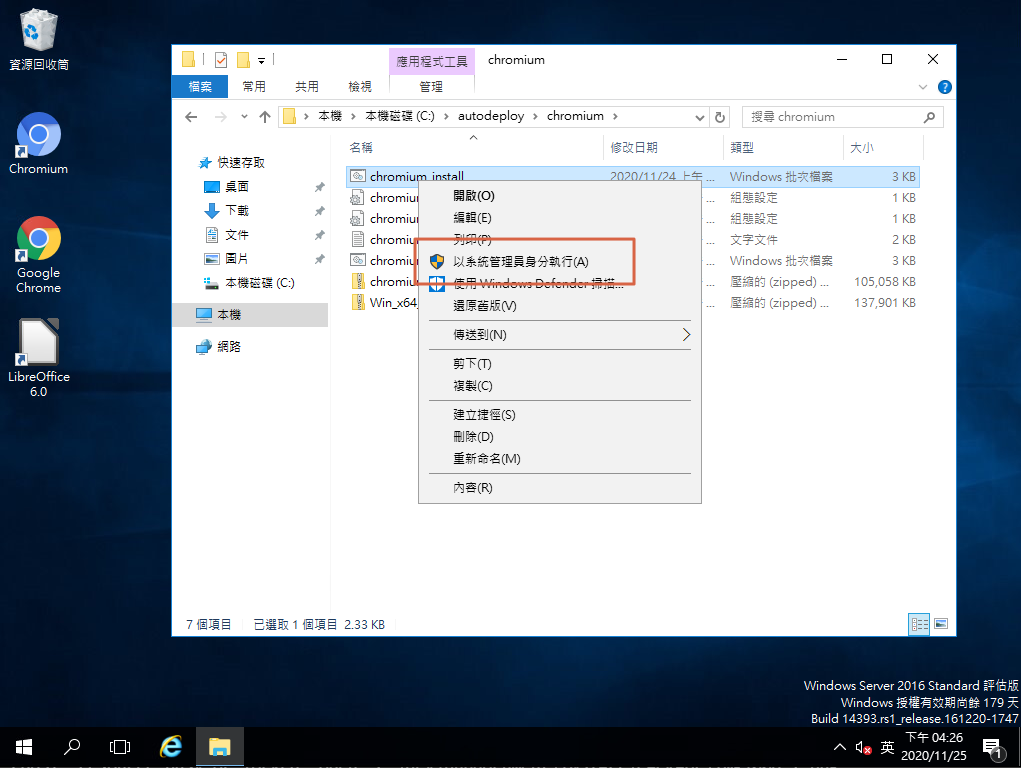 資源回收筒
Chromium
Google
Chrome
LibreOffice
6.0
應用程式工具
chromium
檔案
常用
共用
檢視
管理
本機 › 本機磁碟 (C:) › autodeploy › chromium ›
搜尋 chromium
快速存取
桌面
下載
文件
圖片
本機磁碟 (C:)
本機
網路
名稱 修改日期 類型 大小
chromium_install 2020/11/24 上午 ... Windows 批次檔案 3 KB
chromiu ... 組態設定 1 KB
chromiu ... 組態設定 1 KB
chromiu ... 文字文件 2 KB
chromiu ... Windows 批次檔案 3 KB
chromiu ... 壓縮的 (zipped) ... 105,058 KB
Win_x64_ ... 壓縮的 (zipped) ... 137,901 KB
開啟(O)
編輯(E)
列印(P)
以系統管理員身分執行(A)
使用 Windows Defender 掃描...
還原舊版(V)
傳送到(N)
剪下(T)
複製(C)
建立捷徑(S)
刪除(D)
重新命名(M)
內容(R)
7 個項目 已選取 1 個項目 2.33 KB
Windows Server 2016 Standard 評估版
Windows 授權有效期尚餘 179 天
Build 14393.rs1_release.161220-1747
英
下午 04:26
2020/11/25
1